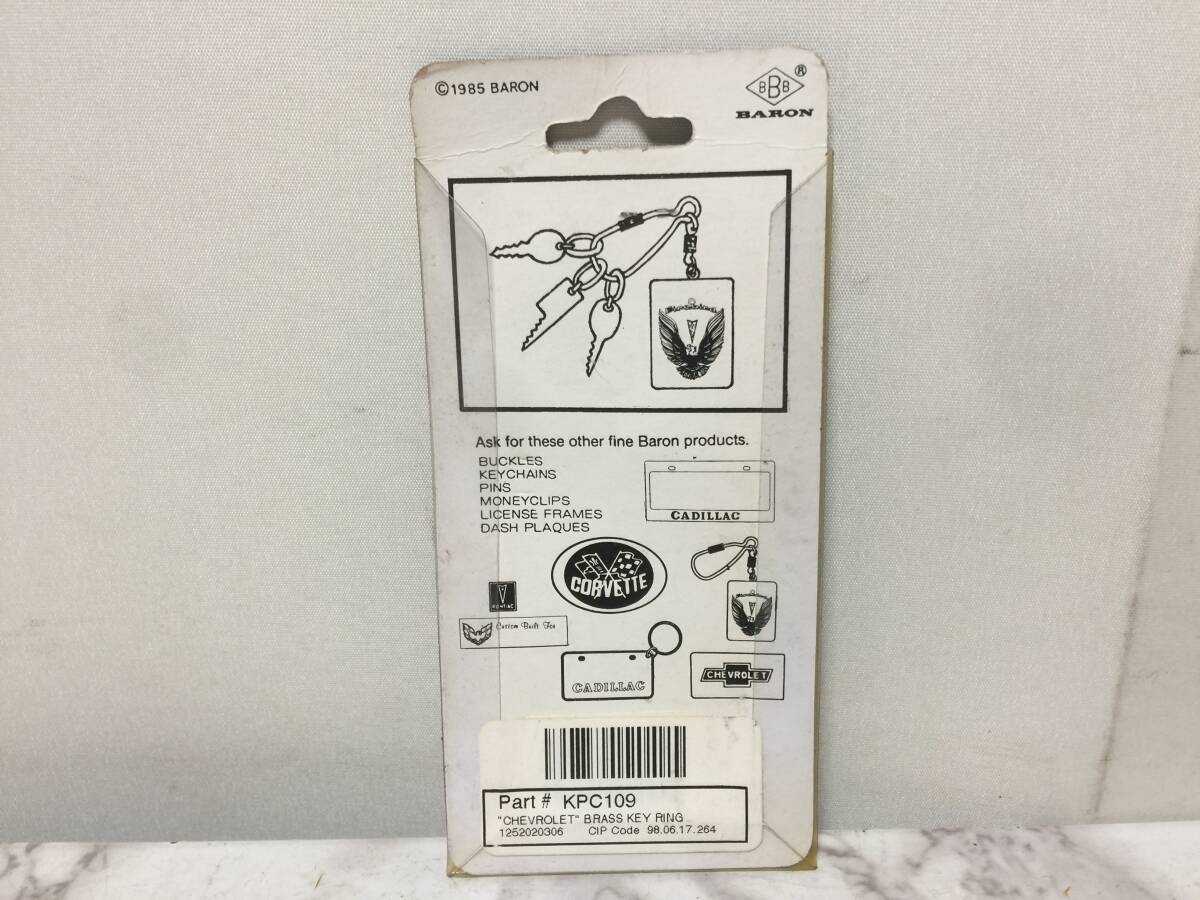 ©1985 BARON
BBB®
BARON
Firebird
Ask for these other fine Baron products.
BUCKLES
KEYCHAINS
PINS
MONEYCLIPS
LICENSE FRAMES
DASH PLAQUES
CADILLAC
CORVETTE
PONTIAC
Custom Built For
CADILLAC
CHEVROLET
Part # KPC109
"CHEVROLET" BRASS KEY RING
1252020306 CIP Code 98.06.17.264